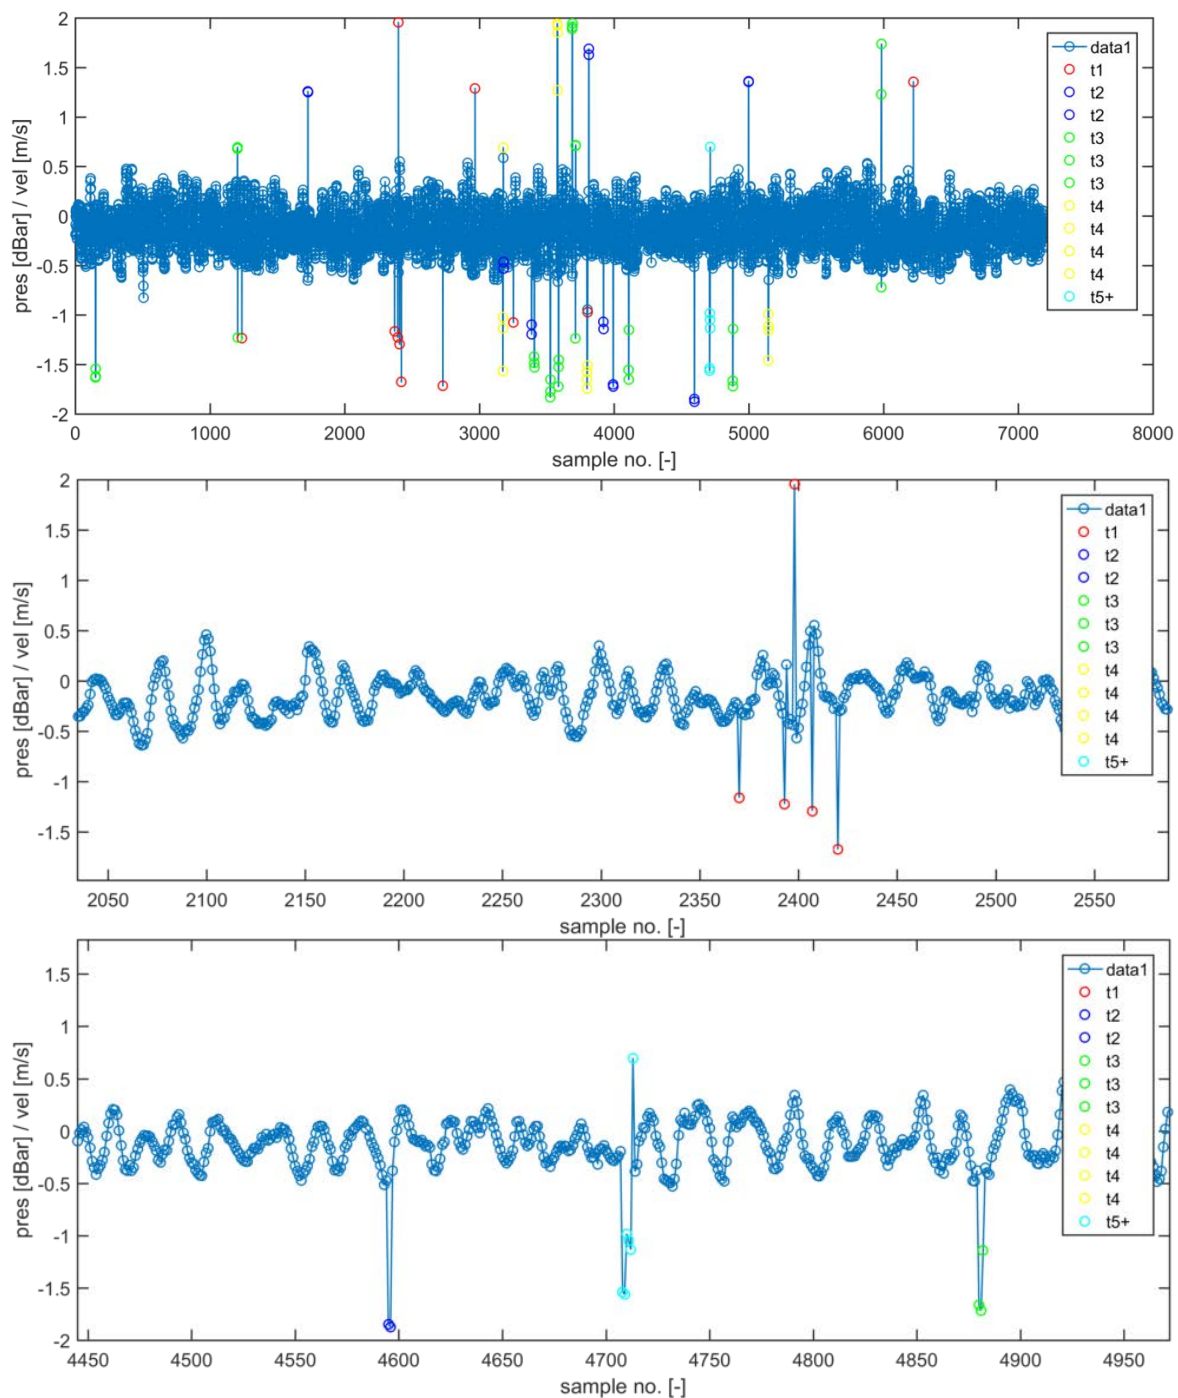 2
1.5
1
0.5
0
-0.5
-1
-1.5
-2
pres [dBar] / vel [m/s]
0 1000 2000 3000 4000 5000 6000 7000 8000
sample no. [-]
data1
t1
t2
t2
t3
t3
t3
t4
t4
t4
t4
t5+
2
1.5
1
0.5
0
-0.5
-1
-1.5
pres [dBar] / vel [m/s]
2050 2100 2150 2200 2250 2300 2350 2400 2450 2500 2550
sample no. [-]
data1
t1
t2
t2
t3
t3
t3
t4
t4
t4
t4
t5+
1.5
1
0.5
0
-0.5
-1
-1.5
-2
pres [dBar] / vel [m/s]
4450 4500 4550 4600 4650 4700 4750 4800 4850 4900 4950
sample no. [-]
data1
t1
t2
t2
t3
t3
t3
t4
t4
t4
t4
t5+